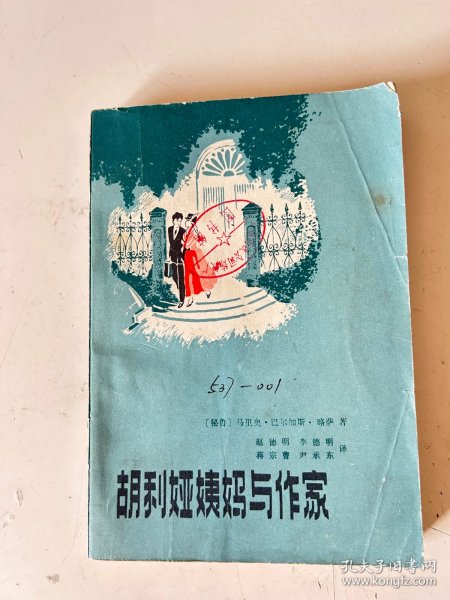 537-001
〔秘鲁〕马里奥·巴尔加斯·略萨 著
赵德明 李德明
蒋宗曹 尹承东 译
胡利娅姨妈与作家
孔夫子旧书网
www.kongfz.com